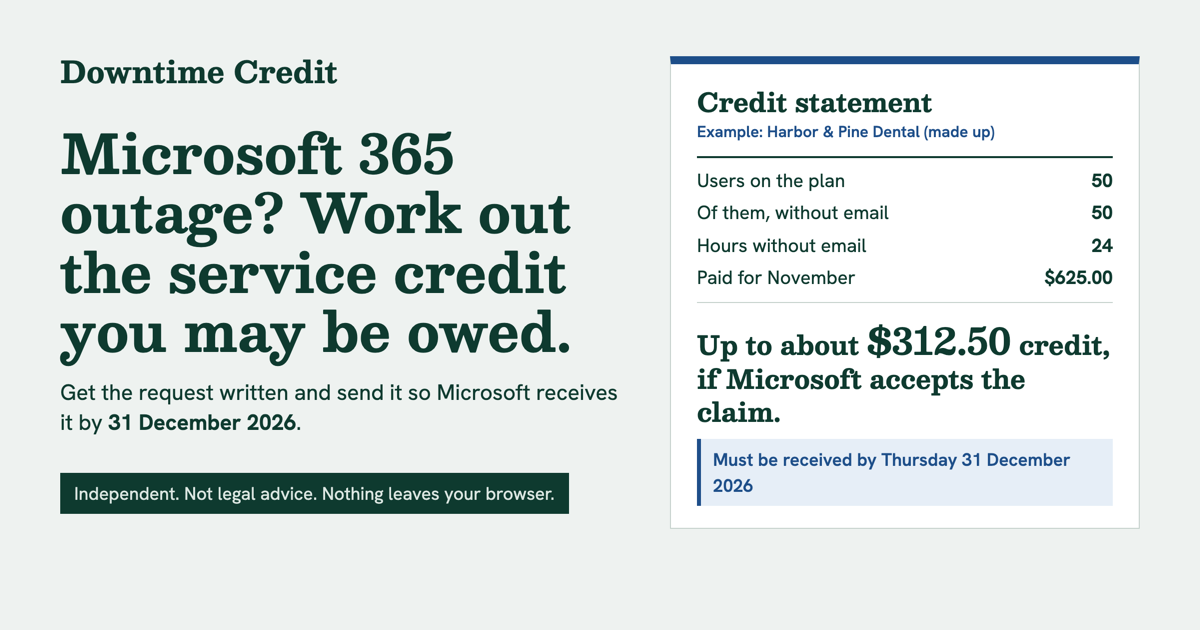 Downtime Credit
Microsoft 365
outage? Work out
the service credit
you may be owed.
Get the request written and send it so Microsoft receives
it by 31 December 2026.
Independent. Not legal advice. Nothing leaves your browser.
Credit statement
Example: Harbor & Pine Dental (made up)
Users on the plan 50
Of them, without email 50
Hours without email 24
Paid for November $625.00
Up to about $312.50 credit,
if Microsoft accepts the
claim.
Must be received by Thursday 31 December
2026